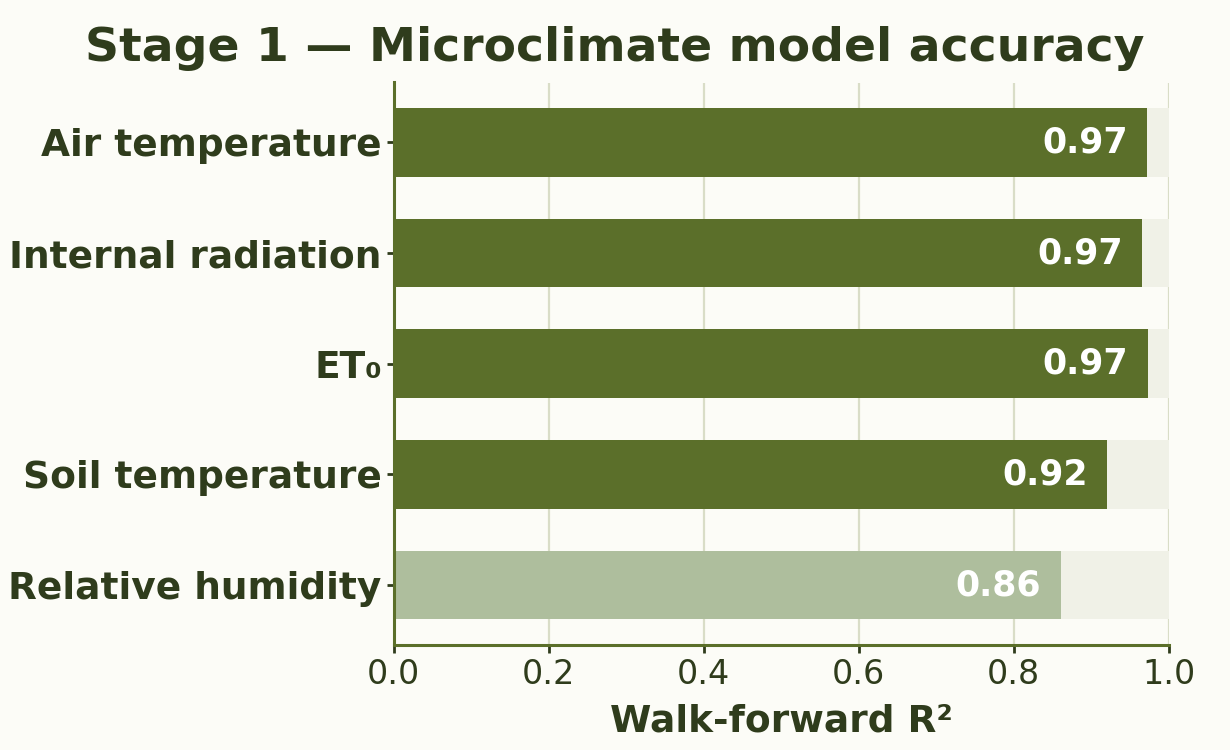 Stage 1 — Microclimate model accuracy
Air temperature 0.97
Internal radiation 0.97
ET₀ 0.97
Soil temperature 0.92
Relative humidity 0.86
0.0 0.2 0.4 0.6 0.8 1.0
Walk-forward R²